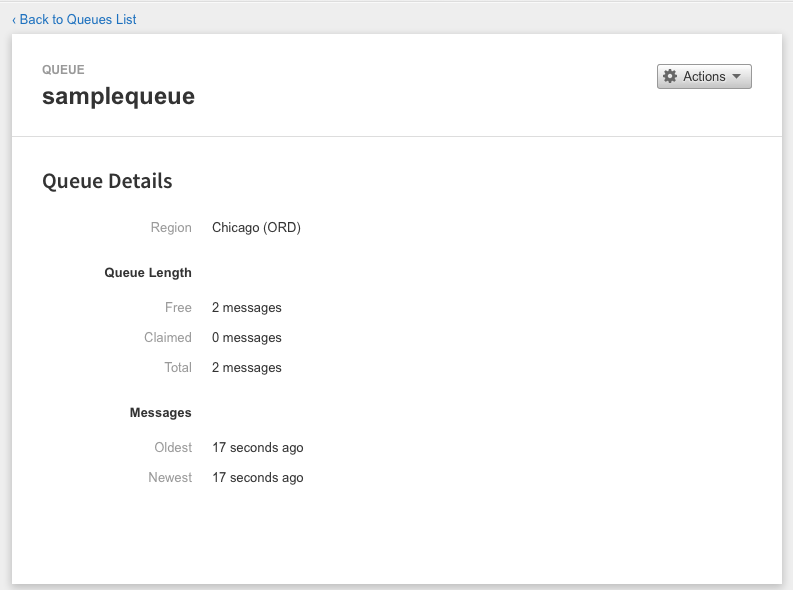 ‹ Back to Queues List
QUEUE
samplequeue
Actions
Queue Details
Region Chicago (ORD)
Queue Length
Free 2 messages
Claimed 0 messages
Total 2 messages
Messages
Oldest 17 seconds ago
Newest 17 seconds ago